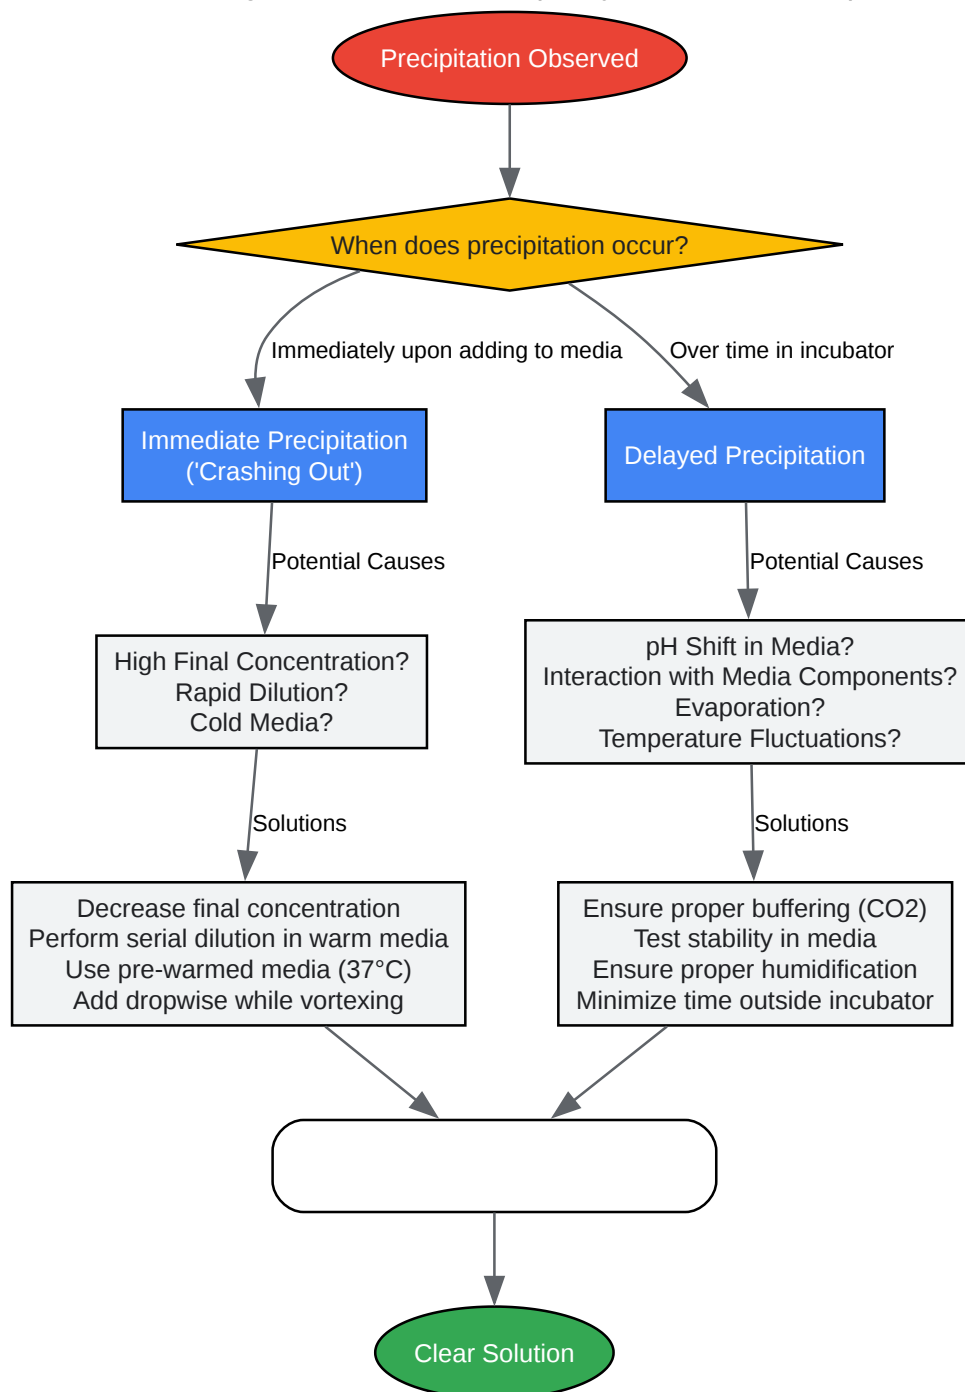 Precipitation Observed
When does precipitation occur?
Immediately upon adding to media
Over time in incubator
Immediate Precipitation
('Crashing Out')
Delayed Precipitation
Potential Causes
Potential Causes
High Final Concentration?
Rapid Dilution?
Cold Media?
pH Shift in Media?
Interaction with Media Components?
Evaporation?
Temperature Fluctuations?
Solutions
Solutions
Decrease final concentration
Perform serial dilution in warm media
Use pre-warmed media (37°C)
Add dropwise while vortexing
Ensure proper buffering (CO2)
Test stability in media
Ensure proper humidification
Minimize time outside incubator
Clear Solution